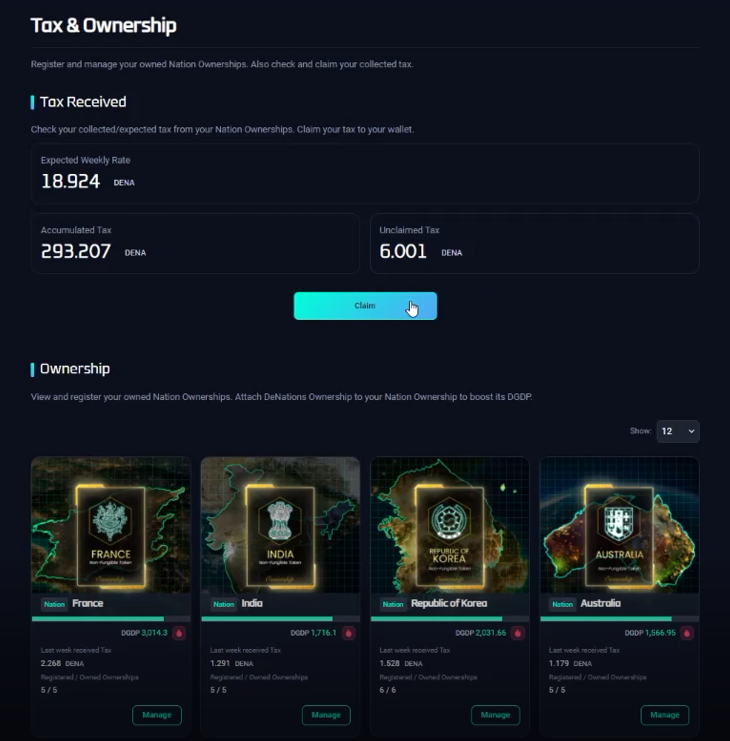 Tax & Ownership
Register and manage your owned Nation Ownerships. Also check and claim your collected tax.
Tax Received
Check your collected/expected tax from your Nation Ownerships. Claim your tax to your wallet.
Expected Weekly Rate
18.924 DENA
Accumulated Tax
293.207 DENA
Unclaimed Tax
6.001 DENA
Claim
Ownership
View and register your owned Nation Ownerships. Attach DeNations Ownership to your Nation Ownership to boost its DGDP.
Show: 12
FRANCE
Non-Fungible Token
Ownership
Nation France
DGDP 3,014.3
Last week received Tax
2.268 DENA
Registered / Owned Ownerships
5 / 5
Manage
INDIA
Non-Fungible Token
Ownership
Nation India
DGDP 1,716.1
Last week received Tax
1.291 DENA
Registered / Owned Ownerships
5 / 5
Manage
REPUBLIC OF
KOREA
Non-Fungible Token
Ownership
Nation Republic of Korea
DGDP 2,031.66
Last week received Tax
1.528 DENA
Registered / Owned Ownerships
6 / 6
Manage
AUSTRALIA
Non-Fungible Token
Ownership
Nation Australia
DGDP 1,566.95
Last week received Tax
1.179 DENA
Registered / Owned Ownerships
5 / 5
Manage